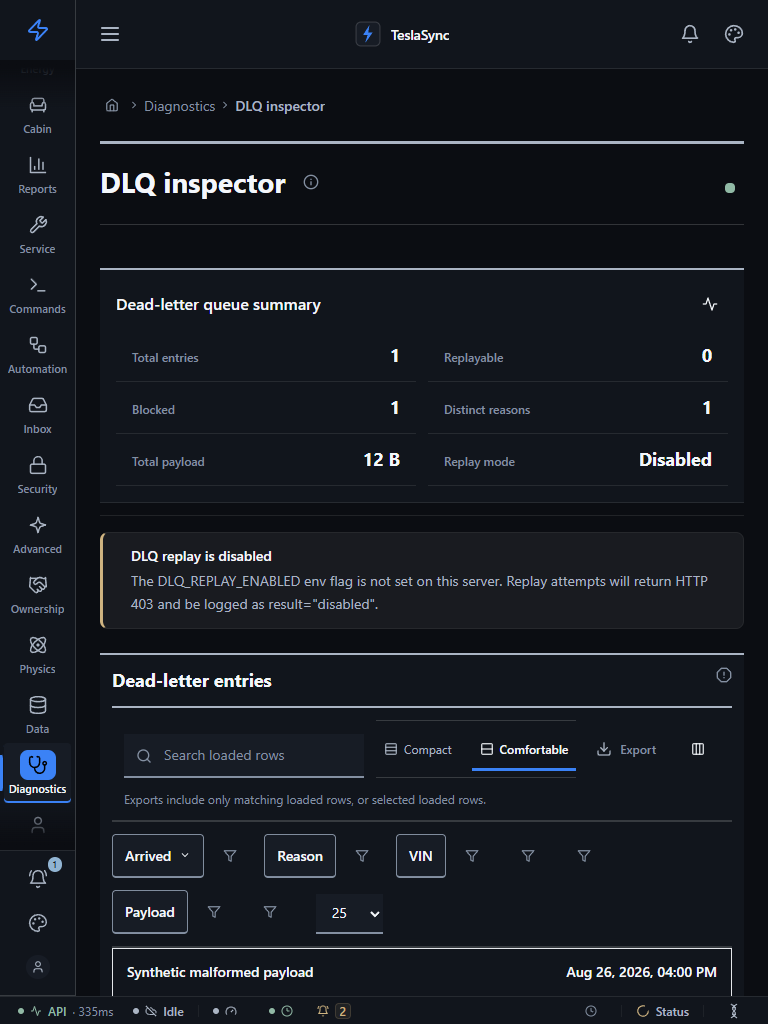 TeslaSync
Energy
Cabin
Reports
Service
Commands
Automation
Inbox
Security
Advanced
Ownership
Physics
Data
Diagnostics
1
Diagnostics > DLQ inspector
DLQ inspector
Dead-letter queue summary
Total entries 1
Replayable 0
Blocked 1
Distinct reasons 1
Total payload 12 B
Replay mode Disabled
DLQ replay is disabled
The DLQ_REPLAY_ENABLED env flag is not set on this server. Replay attempts will return HTTP
403 and be logged as result="disabled".
Dead-letter entries
Search loaded rows
Compact Comfortable Export
Exports include only matching loaded rows, or selected loaded rows.
Arrived Reason VIN
Payload 25
Synthetic malformed payload Aug 26, 2026, 04:00 PM
API · 335ms Idle 2 Status